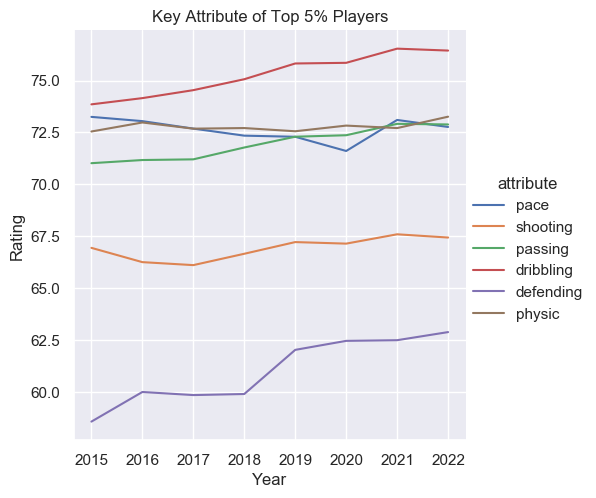 Key Attribute of Top 5% Players
Rating
75.0
72.5
70.0
67.5
65.0
62.5
60.0
2015 2016 2017 2018 2019 2020 2021 2022
Year
attribute
pace
shooting
passing
dribbling
defending
physic